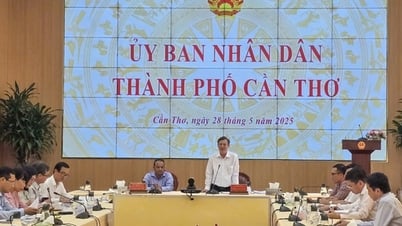 ỦY BAN NHÂN DÂN
THÀNH PHỐ CẦN THƠ
Cần Thơ, ngày 28 tháng 5 năm 2025